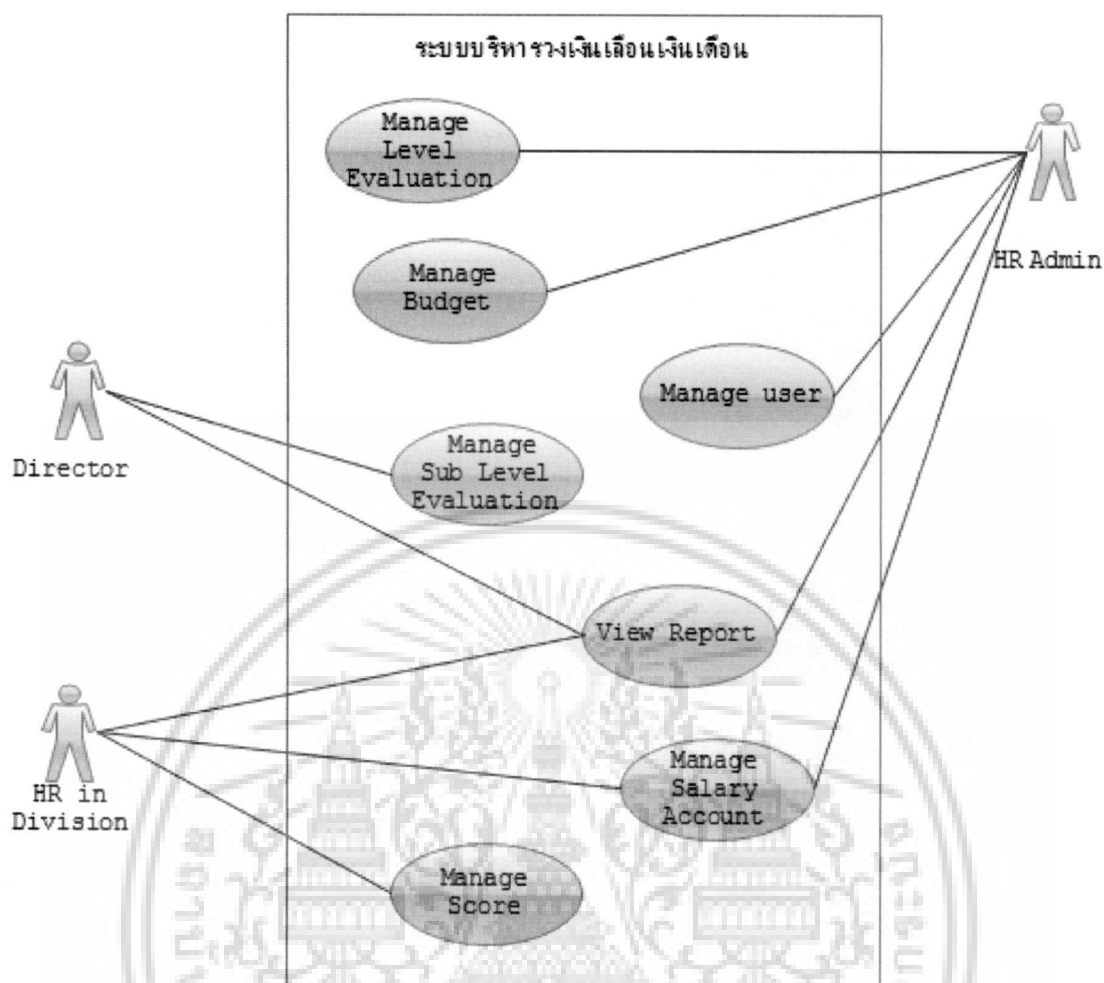 ระบบบริหารวงเงินเลื่อนเงินเดือน
Manage
Level
Evaluation
HR Admin
Manage
Budget
Manage user
Director
Manage
Sub Level
Evaluation
View Report
HR in
Division
Manage
Salary
Account
Manage
Score